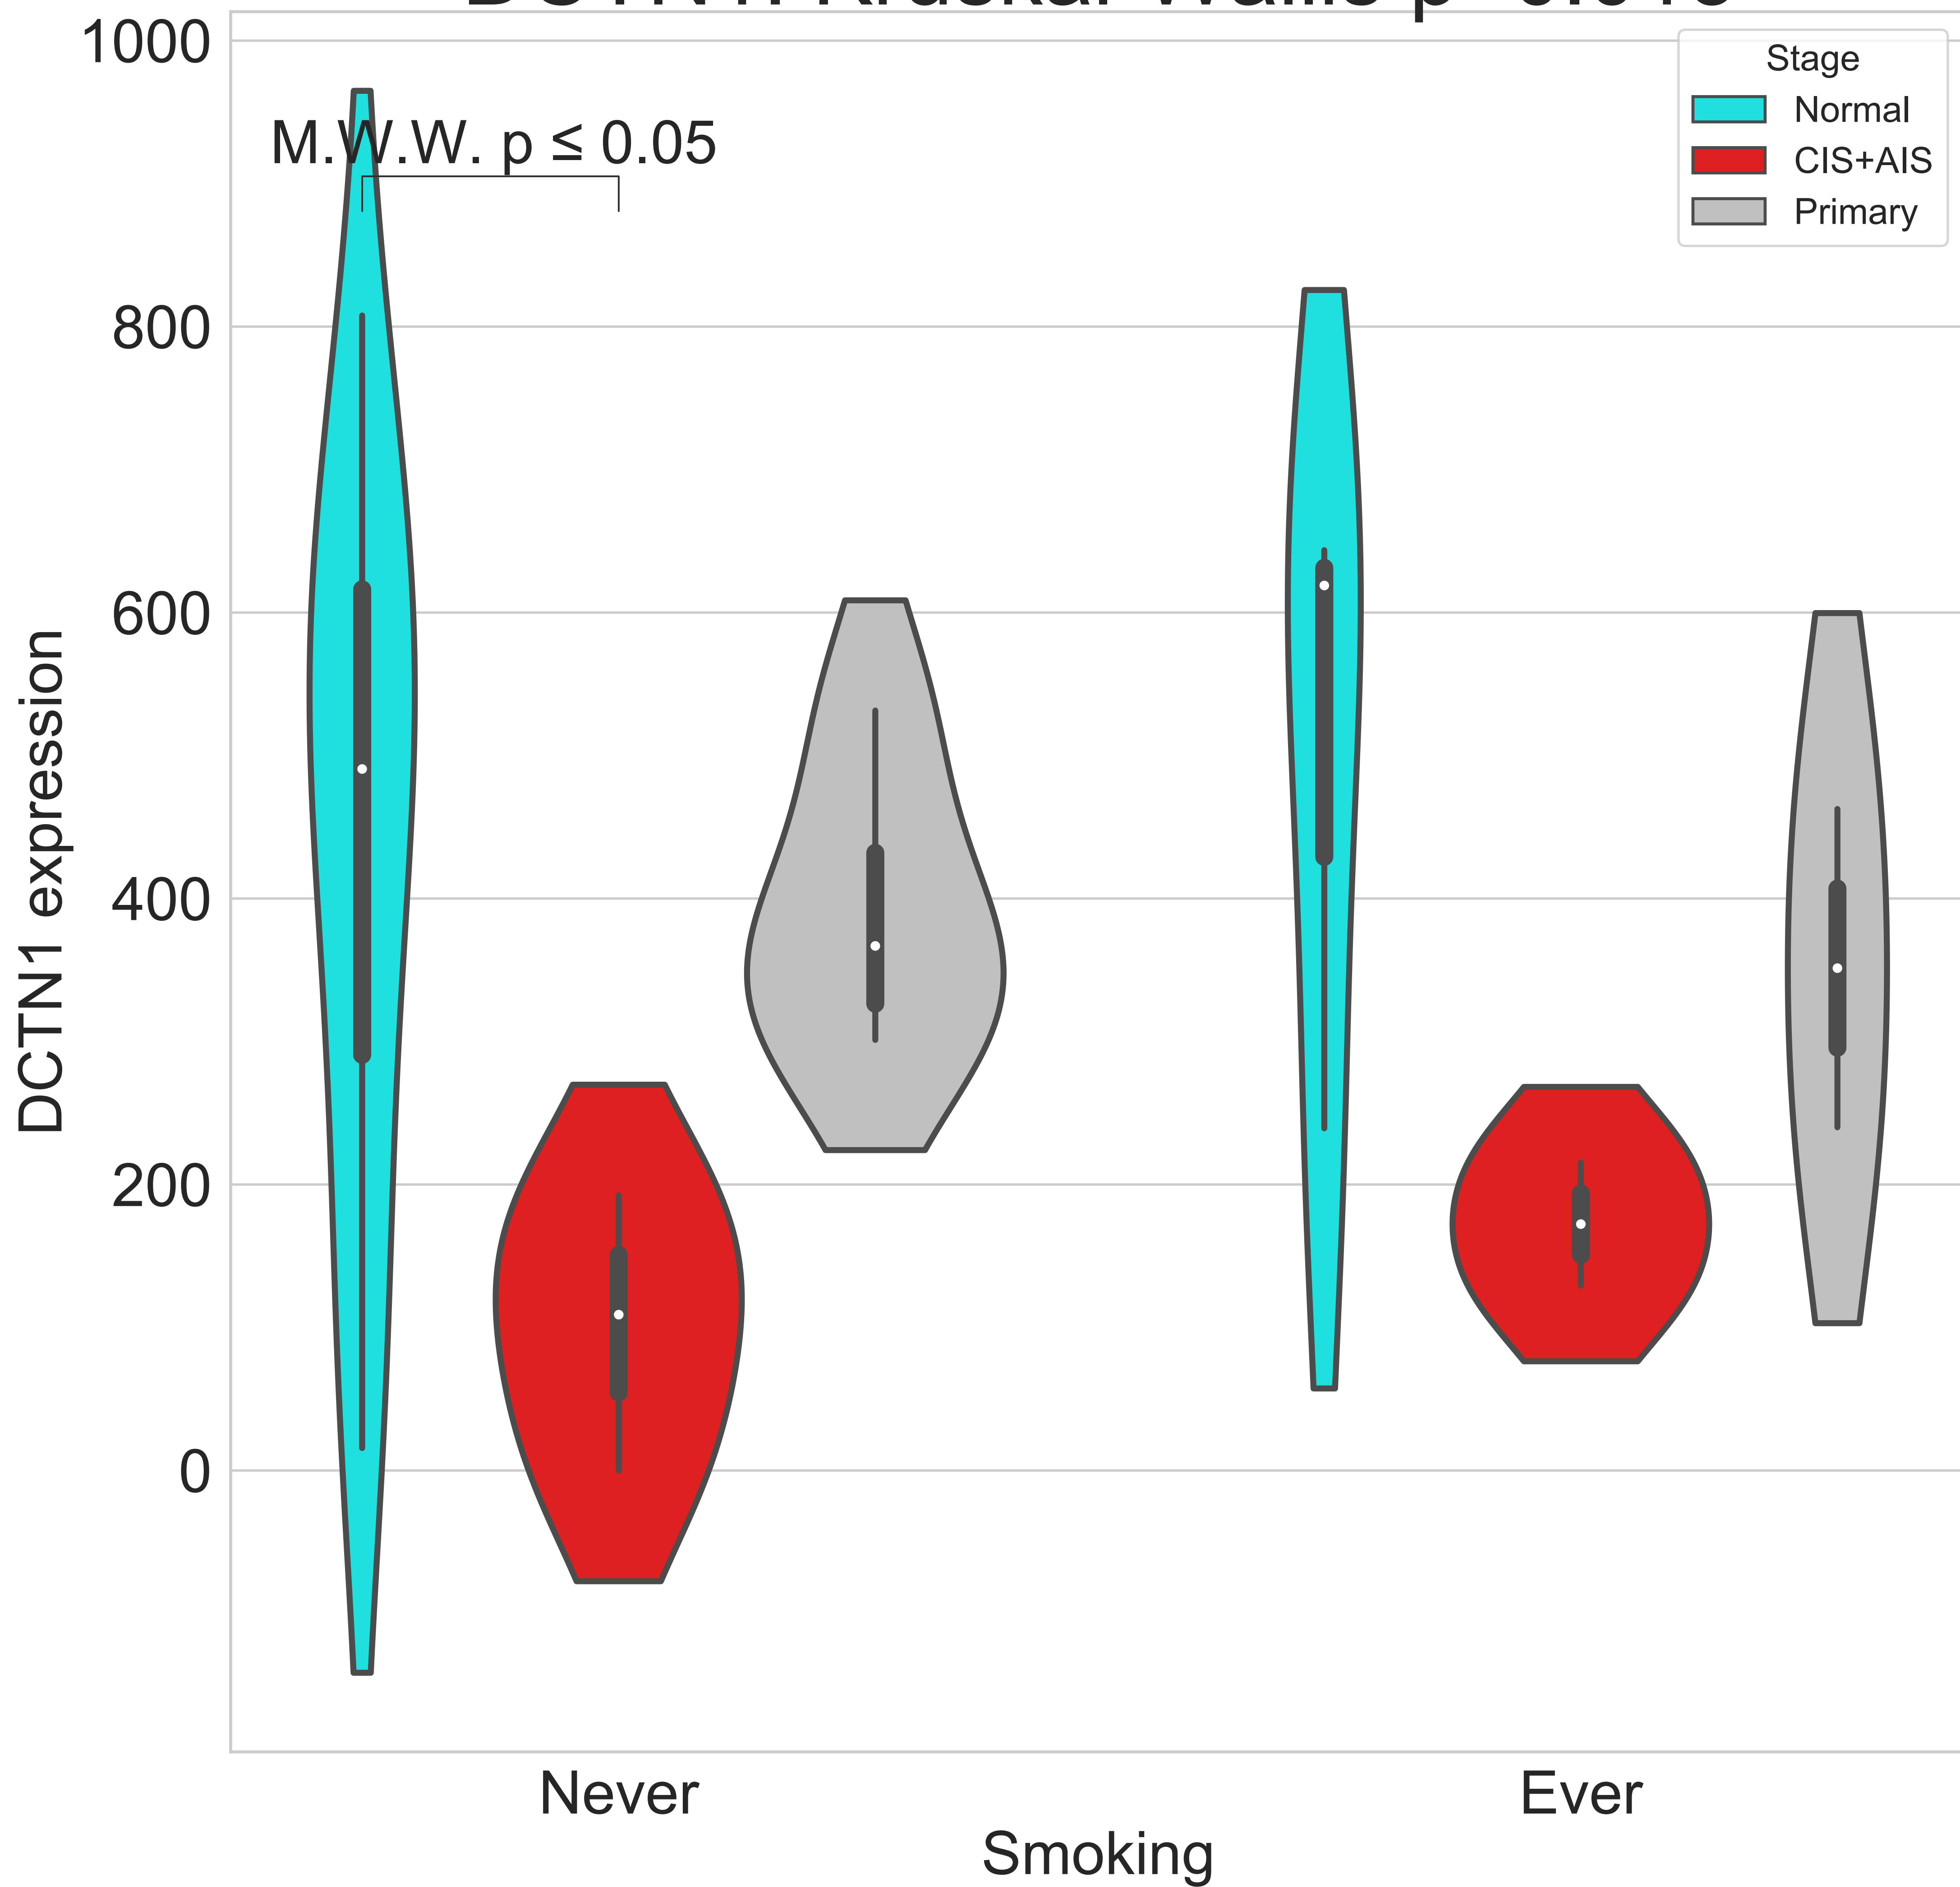 1000
Stage
Normal
CIS+AIS
Primary
M.W.W. p ≤ 0.05
800
600
400
200
0
DCTN1 expression
Never
Ever
Smoking